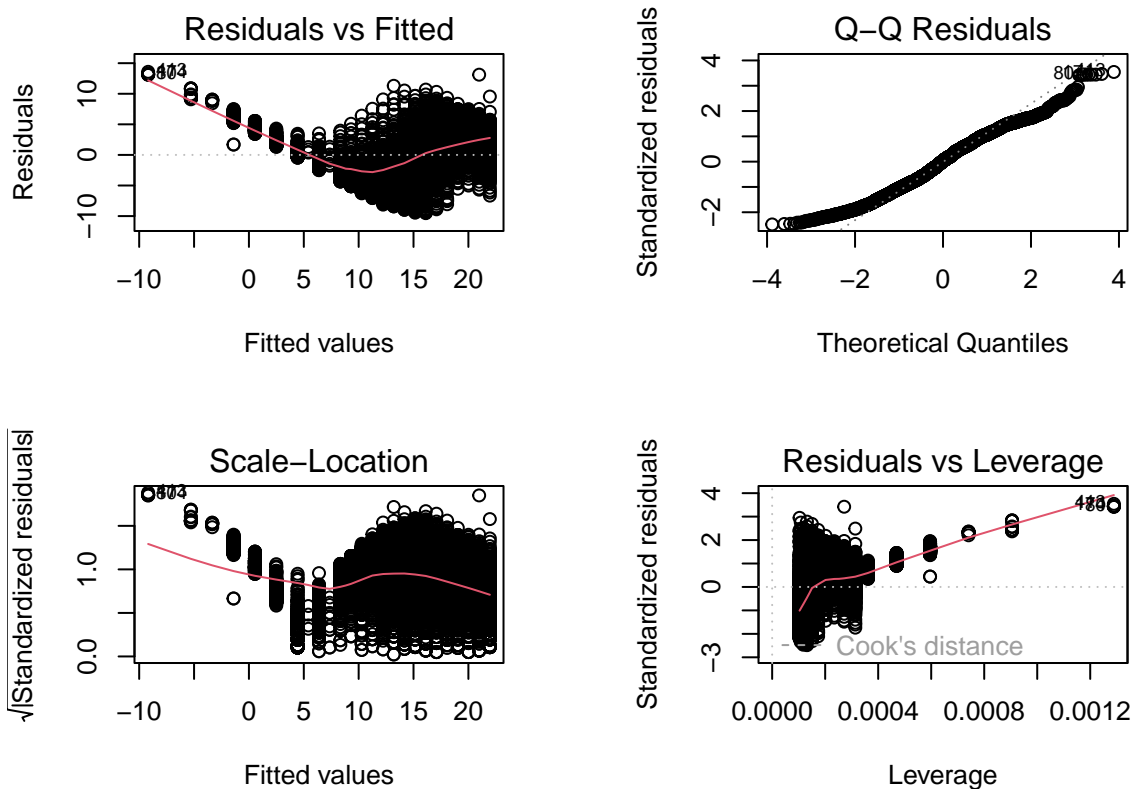 Residuals vs Fitted
Residuals
10
0
−10
−10 0 5 10 15 20
Fitted values
Q−Q Residuals
Standardized residuals
4
2
0
−2
−4 −2 0 2 4
Theoretical Quantiles
Scale−Location
√|Standardized residuals|
1.0
0.0
−10 0 5 10 15 20
Fitted values
Residuals vs Leverage
Standardized residuals
4
2
0
−3
Cook's distance
0.0000 0.0004 0.0008 0.0012
Leverage